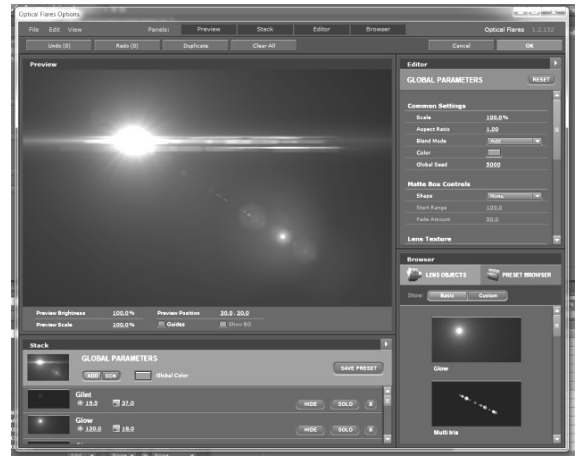 Optical Flares Options
File Edit View Panels: Preview Stack Editor Browser Optical Flares 1.2.132
Undo (0) Redo (0) Duplicate Clear All Cancel OK
Preview
Editor
GLOBAL PARAMETERS RESET
Common Settings
Scale 100.0%
Aspect Ratio 1.00
Blend Mode Add
Color
Global Seed 5000
Matte Box Controls
Shape None
Start Range 100.0
Fade Amount 50.0
Lens Texture
Browser
LENS OBJECTS PRESET BROWSER
Show: Basic Custom
Glow
Multi Iris
Preview Brightness 100.0% Preview Position 30.0, 30.0
Preview Scale 100.0% Guides Show BG
Stack
GLOBAL PARAMETERS
ADD SCN Global Color SAVE PRESET
Glint
19.5 37.0 HIDE SOLO X
Glow
120.0 16.0 HIDE SOLO X